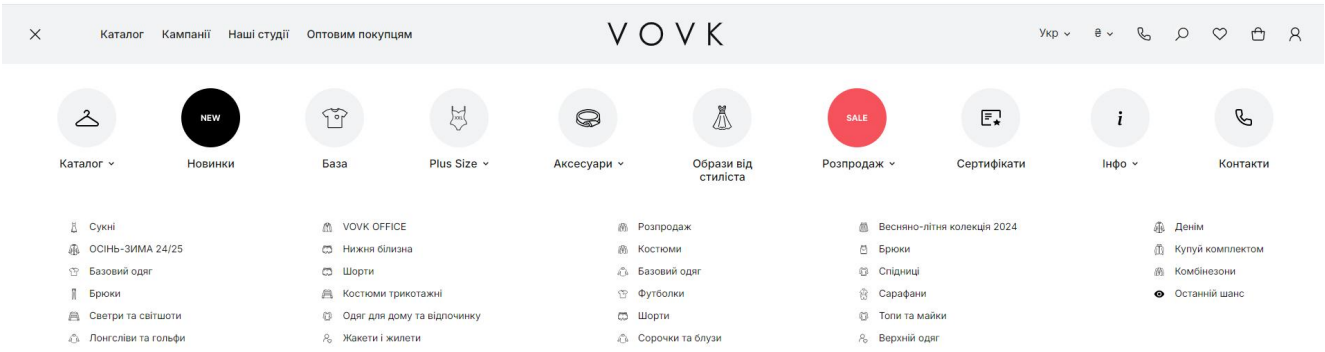 Каталог Кампанії Наші студії Оптовим покупцям VOVK Укр ₴
NEW XXL SALE i
Каталог Новинки База Plus Size Аксесуари Образи від стиліста Розпродаж Сертифікати Інфо Контакти
Сукні VOVK OFFICE Розпродаж Весняно-літня колекція 2024 Денім
ОСІНЬ-ЗИМА 24/25 Нижня білизна Костюми Брюки Купуй комплектом
Базовий одяг Шорти Базовий одяг Спідниці Комбінезони
Брюки Костюми трикотажні Футболки Сарафани Останній шанс
Светри та світшоти Одяг для дому та відпочинку Шорти Топи та майки
Лонгсліви та гольфи Жакети і жилети Сорочки та блузи Верхній одяг